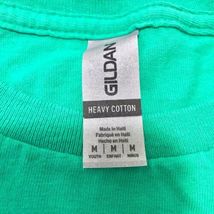 GILDAN
HEAVY COTTON
Made in Haiti
Fabriqué en Haïti
Hecho en Haití
M M M
YOUTH ENFANT NIÑOS